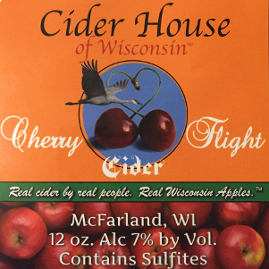 Cider House
of Wisconsin™
Cherry Flight
Cider
Real cider by real people. Real Wisconsin Apples.™
McFarland, WI
12 oz. Alc 7% by Vol.
Contains Sulfites